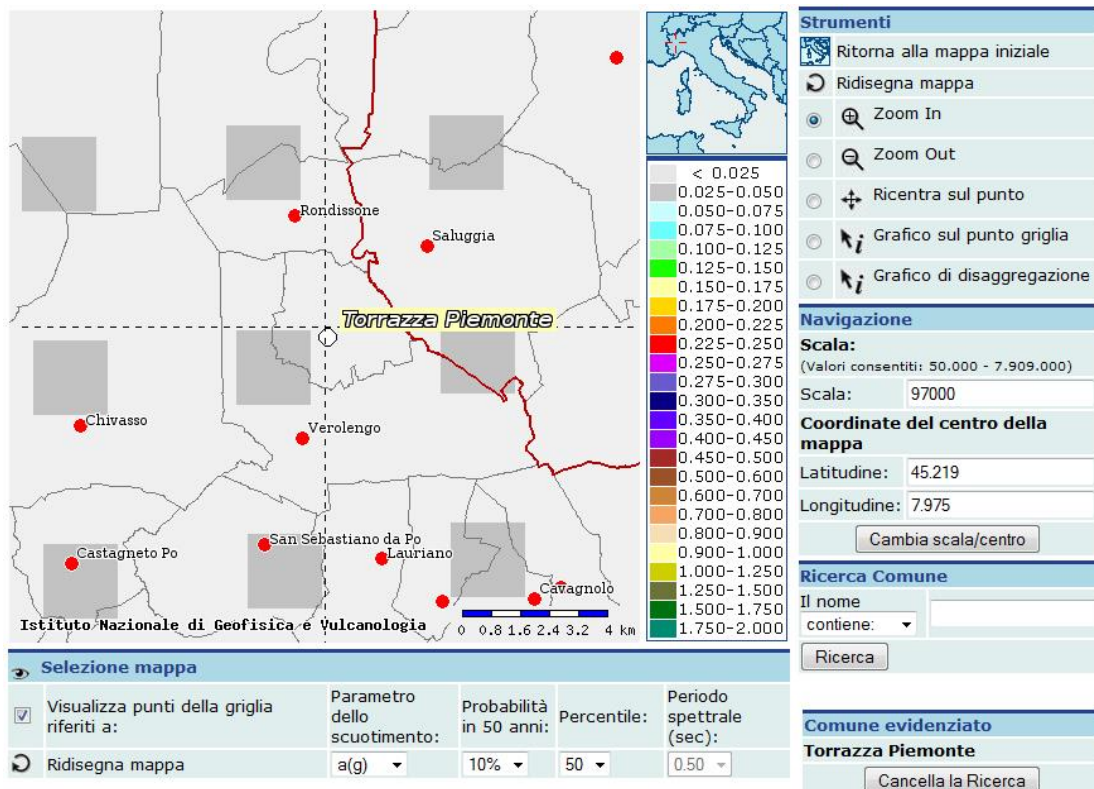 Rondissone
Saluggia
Torrazza Piemonte
Chivasso
Verolengo
San Sebastiano da Po
Castagneto Po
Lauriano
Cavagnolo
Istituto Nazionale di Geofisica e Vulcanologia
0 0.8 1.6 2.4 3.2 4 km
< 0.025
0.025-0.050
0.050-0.075
0.075-0.100
0.100-0.125
0.125-0.150
0.150-0.175
0.175-0.200
0.200-0.225
0.225-0.250
0.250-0.275
0.275-0.300
0.300-0.350
0.350-0.400
0.400-0.450
0.450-0.500
0.500-0.600
0.600-0.700
0.700-0.800
0.800-0.900
0.900-1.000
1.000-1.250
1.250-1.500
1.500-1.750
1.750-2.000
Strumenti
Ritorna alla mappa iniziale
Ridisegna mappa
Zoom In
Zoom Out
Ricentra sul punto
Grafico sul punto griglia
Grafico di disaggregazione
Navigazione
Scala:
(Valori consentiti: 50.000 - 7.909.000)
Scala: 97000
Coordinate del centro della
mappa
Latitudine: 45.219
Longitudine: 7.975
Cambia scala/centro
Ricerca Comune
Il nome
contiene:
Ricerca
Comune evidenziato
Torrazza Piemonte
Cancella la Ricerca
Selezione mappa
Visualizza punti della griglia
riferiti a:
Parametro
dello
scuotimento:
Probabilità
in 50 anni:
Percentile:
Periodo
spettrale
(sec):
Ridisegna mappa
a(g)
10%
50
0.50